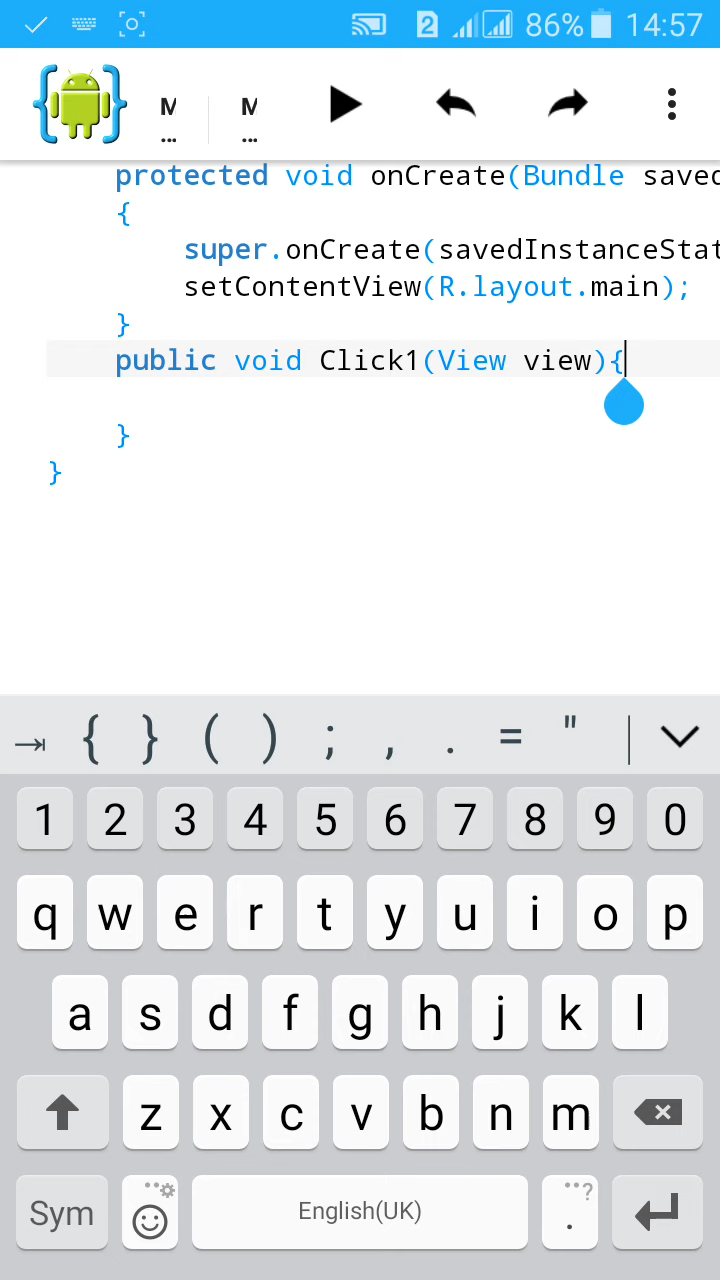 2 86% 14:57
M... M...
protected void onCreate(Bundle saved
{
super.onCreate(savedInstanceStat
setContentView(R.layout.main);
}
public void Click1(View view){
}
}
{ } ( ) ; , . = "
1 2 3 4 5 6 7 8 9 0
q w e r t y u i o p
a s d f g h j k l
z x c v b n m
Sym English(UK) . ?